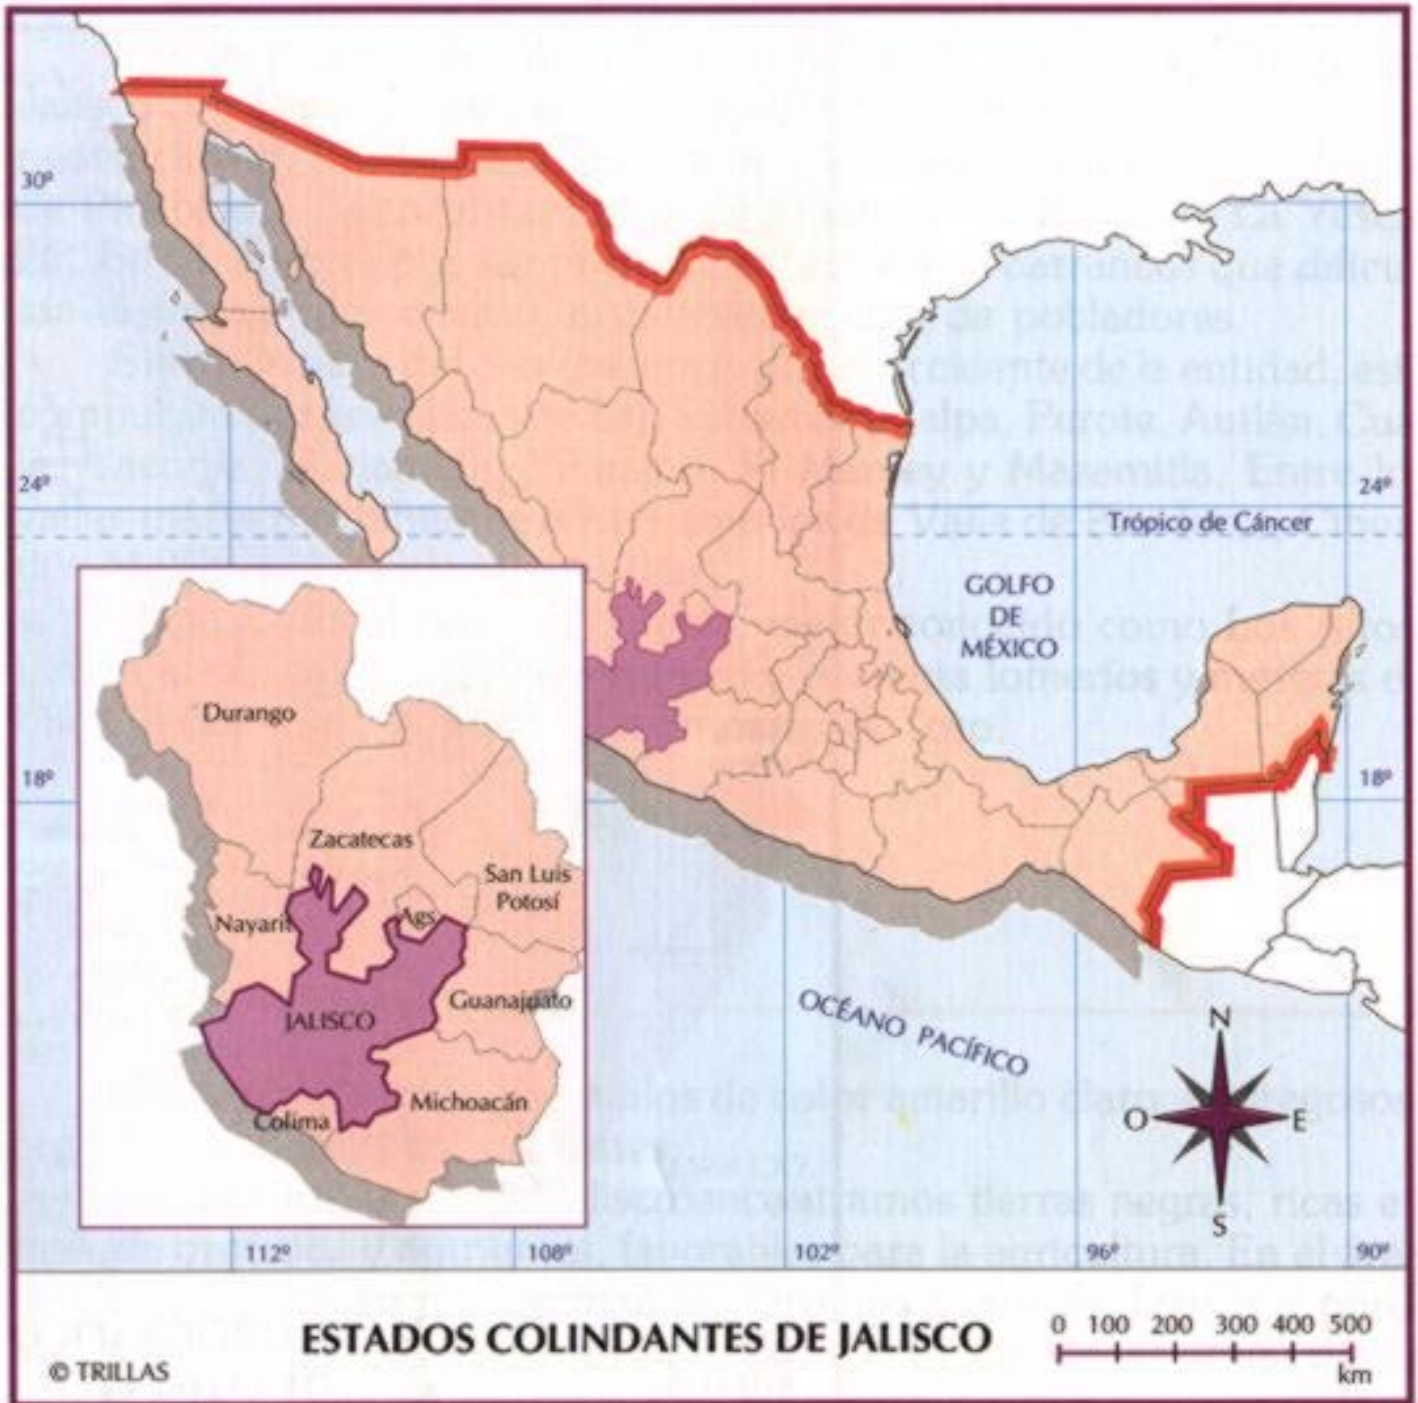 30º
24º
24º
Trópico de Cáncer
GOLFO
DE
MÉXICO
18º
18º
Durango
Zacatecas
San Luis
Potosí
Nayarit
Ags.
Guanajuato
JALISCO
Michoacán
Colima
OCÉANO PACÍFICO
N
O
E
S
112º
108º
102º
96º
90º
ESTADOS COLINDANTES DE JALISCO
0 100 200 300 400 500
km
© TRILLAS